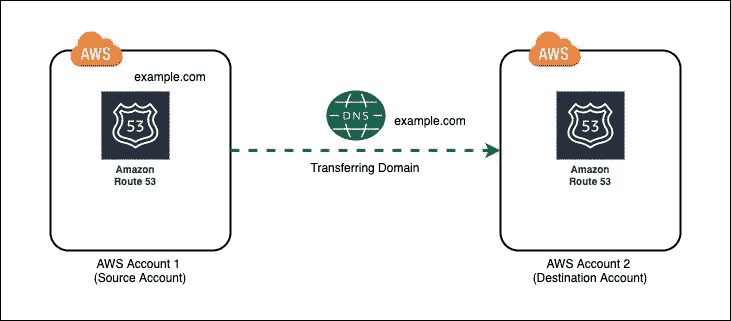 AWS
example.com
53
Amazon
Route 53
AWS Account 1
(Source Account)
DNS
example.com
Transferring Domain
AWS
53
Amazon
Route 53
AWS Account 2
(Destination Account)